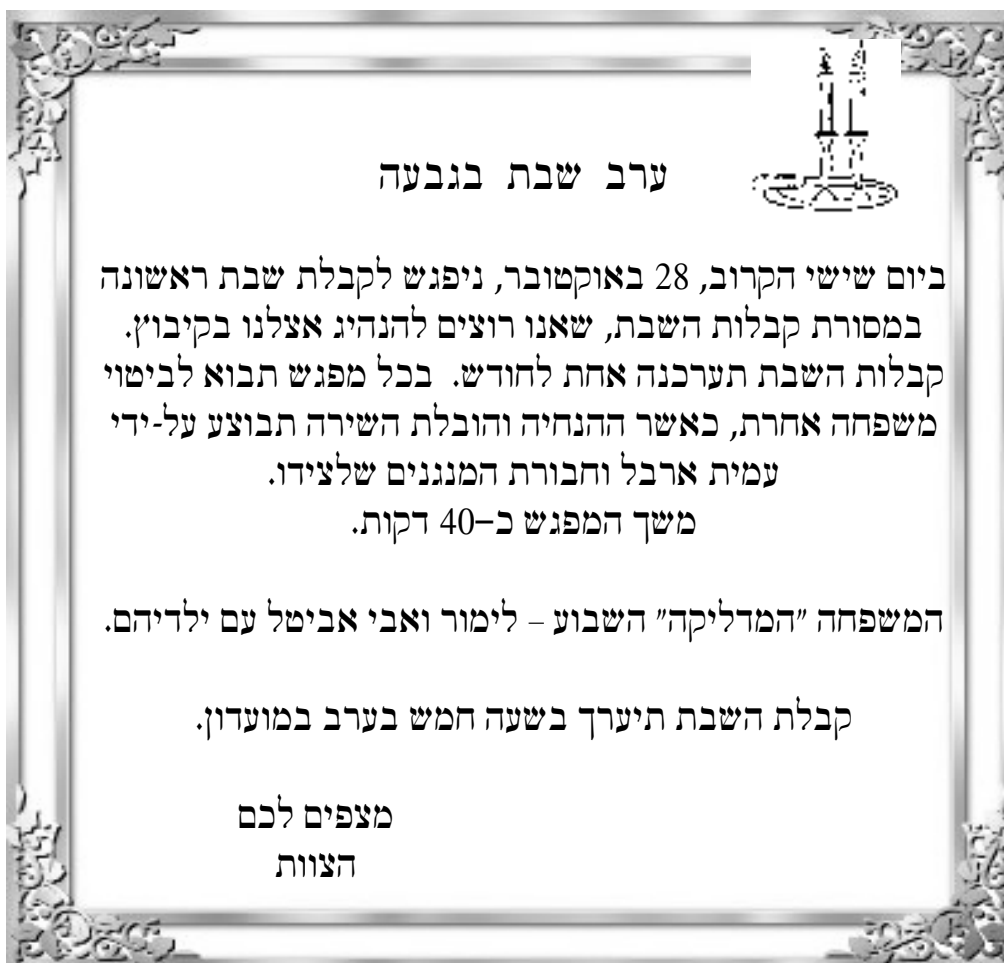 ערב שבת בגבעה
ביום שישי הקרוב, 28 באוקטובר, ניפגש לקבלת שבת ראשונה
במסורת קבלות השבת, שאנו רוצים להנהיג אצלנו בקיבוץ.
קבלות השבת תערכנה אחת לחודש. בכל מפגש תבוא לביטוי
משפחה אחרת, כאשר ההנחיה והובלת השירה תבוצע על-ידי
עמית ארבל וחבורת המנגנים שלצידו.
משך המפגש כ–40 דקות.
המשפחה "המדליקה" השבוע – לימור ואבי אביטל עם ילדיהם.
קבלת השבת תיערך בשעה חמש בערב במועדון.
מצפים לכם
הצוות